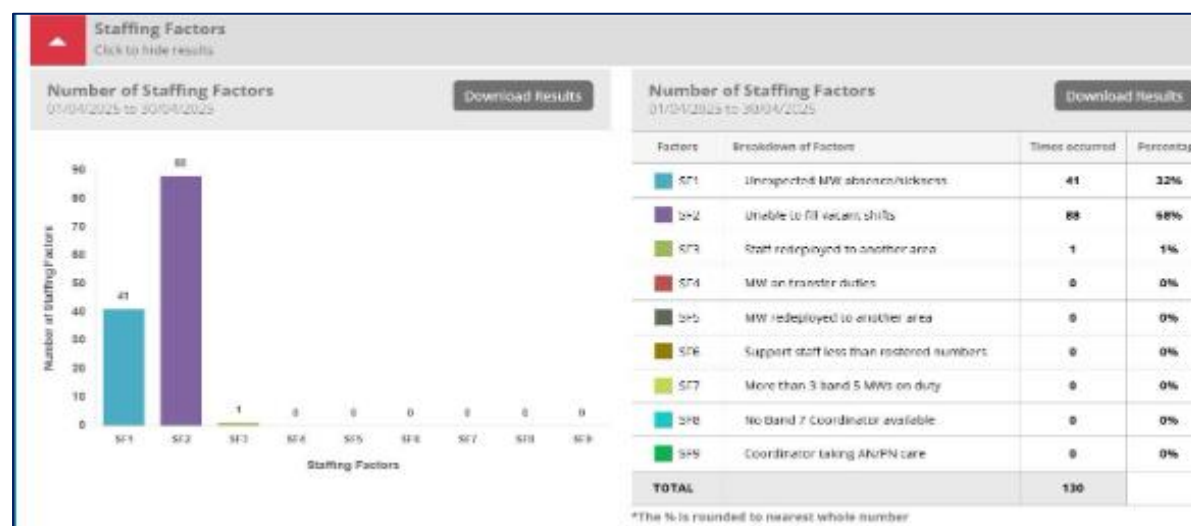 Staffing Factors
Click to hide results
Number of Staffing Factors
01/04/2025 to 30/04/2025
Download Results
90
80
70
60
50
40
30
20
10
0
Number of Staffing Factors
41
88
1
0
0
0
0
0
0
SF1 SF2 SF3 SF4 SF5 SF6 SF7 SF8 SF9
Staffing Factors
Number of Staffing Factors
01/04/2025 to 30/04/2025
Download Results
Factors Breakdown of Factors Times occurred Percentag
SF1 Unexpected MW absence/sickness 41 32%
SF2 Unable to fill vacant shifts 88 68%
SF3 Staff redeployed to another area 1 1%
SF4 MW on transfer duties 0 0%
SF5 MW redeployed to another area 0 0%
SF6 Support staff less than rostered numbers 0 0%
SF7 More than 3 band 5 MWs on duty 0 0%
SF8 No Band 7 Coordinator available 0 0%
SF9 Coordinator taking AN/PN care 0 0%
TOTAL 130
*The % is rounded to nearest whole number